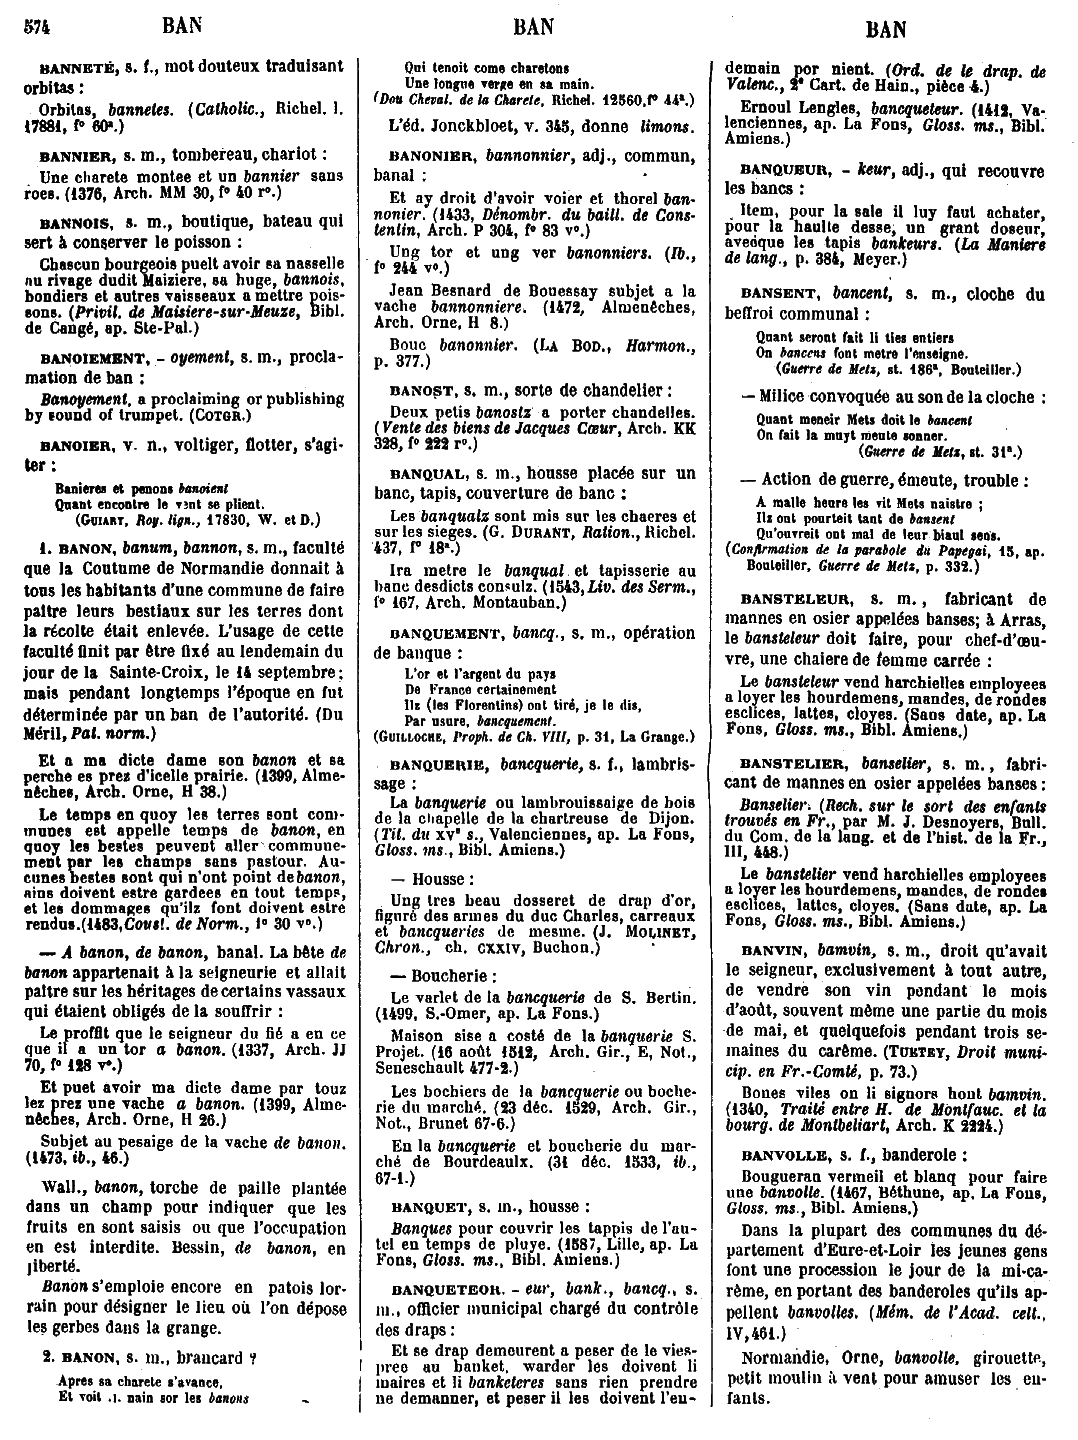 574
BAN
BAN
BAN
BANNETÉ, s. f., mot douteux traduisant
orbitas :
Orbitas, bannetes. (Catholic., Richel. l.
17881, f° 60ª.)
BANNIER, s. m., tombereau, chariot :
Une charete montee et un bannier sans
roes. (1376, Arch. MM 30, f° 40 r°.)
BANNOIS, s. m., boutique, bateau qui
sert à conserver le poisson :
Chascun bourgeois puelt avoir sa nasselle
au rivage dudit Maiziere, sa huge, bannois,
bondiers et autres vaisseaux a mettre pois-
sons. (Privil. de Maisiere-sur-Meuze, Bibl.
de Cangé, ap. Ste-Pal.)
BANOIEMENT, - oyement, s. m., procla-
mation de ban :
Banoyement, a proclaiming or publishing
by sound of trumpet. (COTGR.)
BANOIER, v. n., voltiger, flotter, s'agi-
ter :
Banieres et penons banoient
Quant encontre le vent se plient.
(GUIART, Roy. lign., 17830, W. et D.)
1. BANON, banum, bannon, s. m., faculté
que la Coutume de Normandie donnait à
tous les habitants d'une commune de faire
paître leurs bestiaux sur les terres dont
la récolte était enlevée. L'usage de cette
faculté finit par être fixé au lendemain du
jour de la Sainte-Croix, le 14 septembre;
mais pendant longtemps l'époque en fut
déterminée par un ban de l'autorité. (Du
Méril, Pat. norm.)
Et a ma dicte dame son banon et sa
perche es prez d'icelle prairie. (1399, Alme-
nêches, Arch. Orne, H 38.)
Le temps en quoy les terres sont com-
munes est appelle temps de banon, en
quoy les bestes peuvent aller commune-
ment par les champs sans pastour. Au-
cunes bestes sont qui n'ont point de banon,
ains doivent estre gardees en tout temps,
et les dommages qu'ilz font doivent estre
rendus. (1483, Coust. de Norm., f° 30 v°.)
— A banon, de banon, banal. La bête de
banon appartenait à la seigneurie et allait
paître sur les héritages de certains vassaux
qui étaient obligés de la souffrir :
Le proffit que le seigneur du fié a en ce
que il a un tor a banon. (1337, Arch. JJ
70, f° 128 v°.)
Et puet avoir ma dicte dame par touz
lez prez une vache a banon. (1399, Alme-
nêches, Arch. Orne, H 26.)
Subjet au pesaige de la vache de banon.
(1473, ib., 46.)
Wall., banon, torche de paille plantée
dans un champ pour indiquer que les
fruits en sont saisis ou que l'occupation
en est interdite. Bessin, de banon, en
liberté.
Banon s'emploie encore en patois lor-
rain pour désigner le lieu où l'on dépose
les gerbes dans la grange.
2. BANON, s. m., brancard ?
Apres sa charete s'avance,
Et voit .I. nain sor les banons
Qui tenoit come charetons
Une longue verge en sa main.
(Dou Cheval. de la Charete, Richel. 12560, f° 44ª.)
L'éd. Jonckbloet, v. 345, donne limons.
BANONIER, bannonnier, adj., commun,
banal :
Et ay droit d'avoir voier et thorel ban-
nonier. (1433, Dénombr. du baill. de Cons-
tentin, Arch. P 304, f° 83 v°.)
Ung tor et ung ver banonniers. (Ib.,
f° 244 v°.)
Jean Besnard de Bouessay subjet a la
vache bannonniere. (1472, Almenêches,
Arch. Orne, H 8.)
Bouc banonnier. (LA BOD., Harmon.,
p. 377.)
BANOST, s. m., sorte de chandelier :
Deux petis banostz a porter chandelles.
(Vente des biens de Jacques Cœur, Arch. KK
328, f° 222 r°.)
BANQUAL, s. m., housse placée sur un
banc, tapis, couverture de banc :
Les banqualz sont mis sur les chaeres et
sur les sieges. (G. DURANT, Ration., Richel.
437, f° 18ª.)
Ira metre le banqual et tapisserie au
banc desdicts consulz. (1543, Liv. des Serm.,
f° 167, Arch. Montauban.)
BANQUEMENT, bancq., s. m., opération
de banque :
L'or et l'argent du pays
De France certainement
Ilz (les Florentins) ont tiré, je le dis,
Par usure, bancquement.
(GUILLOCHE, Proph. de Ch. VIII, p. 31, La Grange.)
BANQUERIE, bancquerie, s. f., lambris-
sage :
La banquerie ou lambrouissaige de bois
de la chapelle de la chartreuse de Dijon.
(Tit. du XVe s., Valenciennes, ap. La Fons,
Gloss. ms., Bibl. Amiens.)
— Housse :
Ung tres beau dosseret de drap d'or,
figuré des armes du duc Charles, carreaux
et bancqueries de mesme. (J. MOLINET,
Chron., ch. CXXIV, Buchon.)
— Boucherie :
Le varlet de la bancquerie de S. Bertin.
(1499, S.-Omer, ap. La Fons.)
Maison sise a costé de la banquerie S.
Projet. (16 août 1512, Arch. Gir., E, Not.,
Seneschault 477-2.)
Les bochiers de la bancquerie ou boche-
rie du marché. (23 déc. 1529, Arch. Gir.,
Not., Brunet 67-6.)
En la bancquerie et boucherie du mar-
ché de Bourdeaulx. (31 déc. 1533, ib.,
67-1.)
BANQUET, s. m., housse :
Banques pour couvrir les tappis de l'au-
tel en temps de pluye. (1587, Lille, ap. La
Fons, Gloss. ms., Bibl. Amiens.)
BANQUETEOR. - eur, bank., bancq., s.
m., officier municipal chargé du contrôle
des draps :
Et se drap demeurent a peser de le vies-
pree au banket, warder les doivent li
maires et li banketeres sans rien prendre
ne demanner, et peser il les doivent l'en-
demain por nient. (Ord. de le drap. de
Valenc., 2e Cart. de Hain., pièce 4.)
Ernoul Lengles, bancqueteur. (1412, Va-
lenciennes, ap. La Fons, Gloss. ms., Bibl.
Amiens.)
BANQUEUR, - keur, adj., qui recouvre
les bancs :
Item, pour la sale il luy faut achater,
pour la haulte desse, un grant doseur,
avecque les tapis bankeurs. (La Maniere
de lang., p. 384, Meyer.)
BANSENT, bancent, s. m., cloche du
beffroi communal :
Quant seront fait li ties entiers
On bancens font metre l'enseigne.
(Guerre de Metz, st. 186ª, Bouteiller.)
— Milice convoquée au son de la cloche :
Quant meneir Mets doit le bancent
On fait la muyt meute sonner.
(Guerre de Metz, st. 31ª.)
— Action de guerre, émeute, trouble :
A malle heure les vit Mets naistre ;
Ilz ont pourteit tant de bansent
Qu'ouvreit ont mal de leur biaul sens.
(Confirmation de la parabole du Papegai, 15, ap.
Bouteiller, Guerre de Metz, p. 332.)
BANSTELEUR, s. m., fabricant de
mannes en osier appelées banses; à Arras,
le bansteleur doit faire, pour chef-d'œu-
vre, une chaiere de femme carrée :
Le bansteleur vend harchielles employees
a loyer les hourdemens, mandes, de rondes
esclices, lattes, cloyes. (Sans date, ap. La
Fons, Gloss. ms., Bibl. Amiens.)
BANSTELIER, banselier, s. m., fabri-
cant de mannes en osier appelées banses :
Banselier. (Rech. sur le sort des enfants
trouvés en Fr., par M. J. Desnoyers, Bull.
du Com. de la lang. et de l'hist. de la Fr.,
III, 448.)
Le banstelier vend harchielles employees
a loyer les hourdemens, mandes, de rondes
esclices, lattes, cloyes. (Sans date, ap. La
Fons, Gloss. ms., Bibl. Amiens.)
BANVIN, bamvin, s. m., droit qu'avait
le seigneur, exclusivement à tout autre,
de vendre son vin pendant le mois
d'août, souvent même une partie du mois
de mai, et quelquefois pendant trois se-
maines du carême. (TUETEY, Droit muni-
cip. en Fr.-Comté, p. 73.)
Bones viles on li signors hont bamvin.
(1340, Traité entre H. de Montfauc. et la
bourg. de Montbeliart, Arch. K 2224.)
BANVOLLE, s. f., banderole :
Bougueran vermeil et blanq pour faire
une banvolle. (1467, Béthune, ap. La Fons,
Gloss. ms., Bibl. Amiens.)
Dans la plupart des communes du dé-
partement d'Eure-et-Loir les jeunes gens
font une procession le jour de la mi-ca-
rême, en portant des banderoles qu'ils ap-
pellent banvolles. (Mém. de l'Acad. celt.,
IV, 461.)
Normandie, Orne, banvolle, girouette,
petit moulin à vent pour amuser les en-
fants.